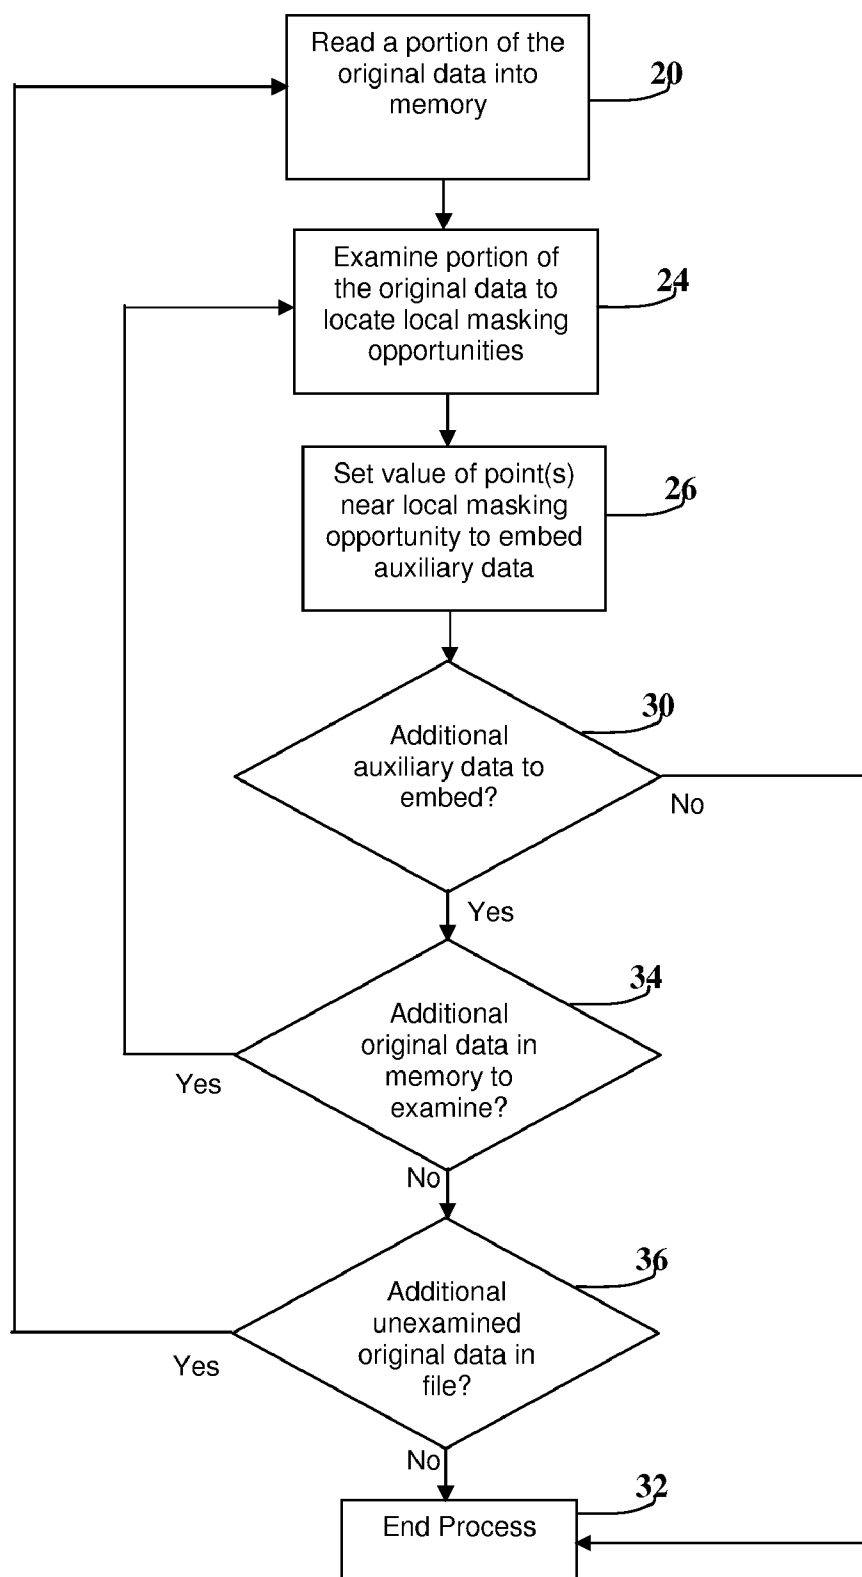 Read a portion of the
original data into
memory
20
Examine portion of
the original data to
locate local masking
opportunities
24
Set value of point(s)
near local masking
opportunity to embed
auxiliary data
26
Additional
auxiliary data to
embed?
30
No
Yes
Additional
original data in
memory to
examine?
34
Yes
No
Additional
unexamined
original data in
file?
36
Yes
No
End Process
32